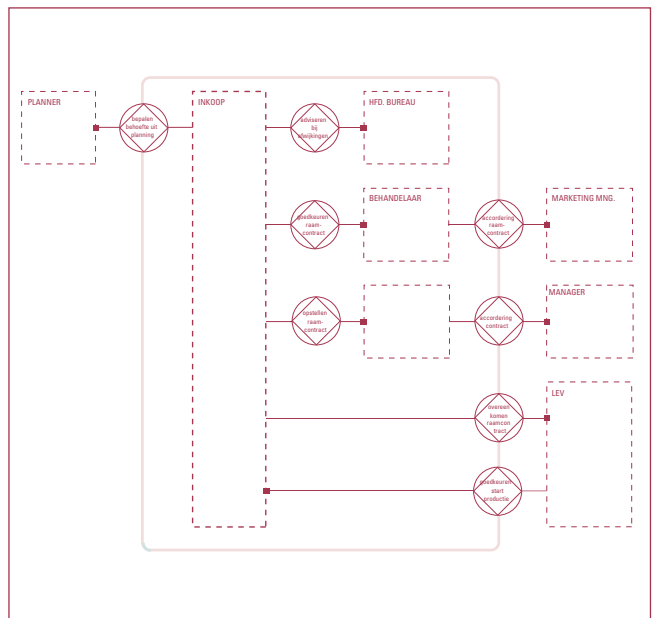 PLANNER
bepalen
behoefte uit
planning
INKOOP
adviseren
bij
afwijkingen
HFD. BUREAU
goedkeuren
raam-
contract
BEHANDELAAR
accordering
raam-
contract
MARKETING MNG.
opstellen
raam-
contract
accordering
contract
MANAGER
overeen
komen
raamcon
tract
LEV
goedkeuren
start
productie